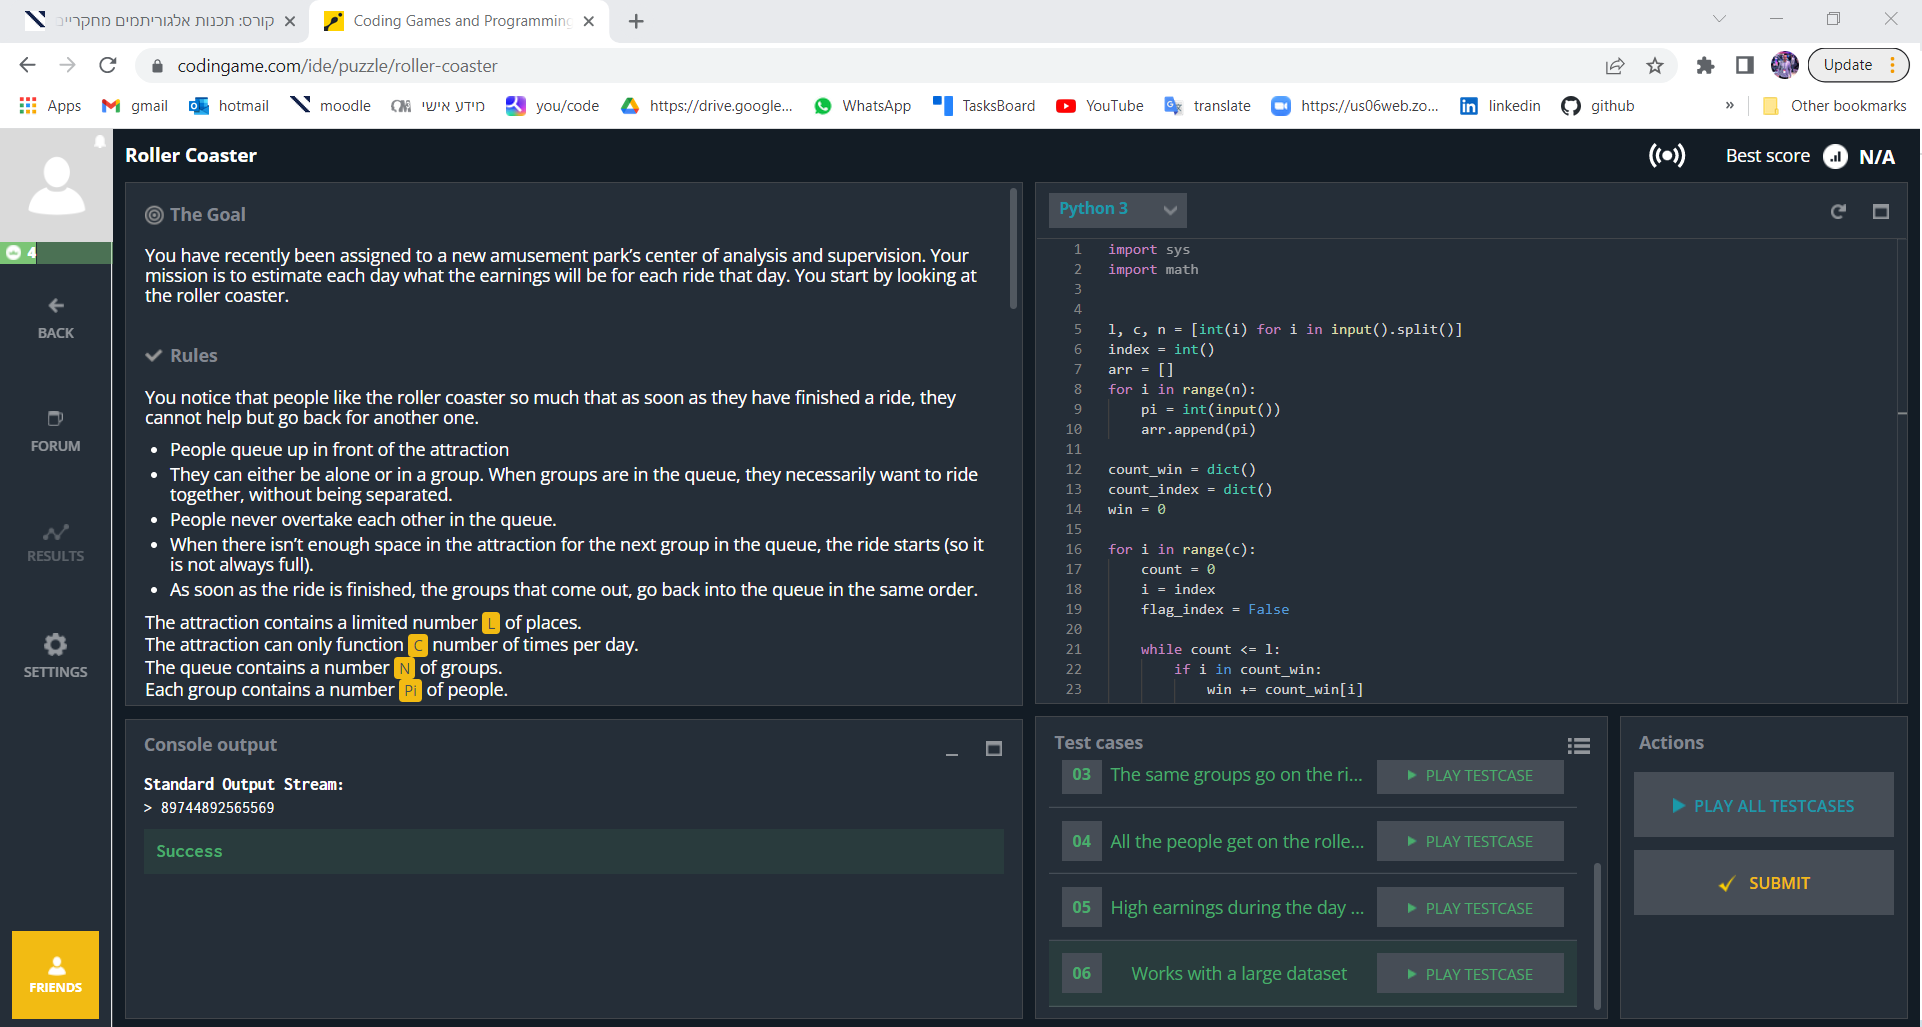 קורס: תכנות אלגוריתמים מחקריים
Coding Games and Programming
codingame.com/ide/puzzle/roller-coaster
Update
Apps
gmail
hotmail
moodle
מידע אישי
you/code
https://drive.google...
WhatsApp
TasksBoard
YouTube
translate
https://us06web.zo...
linkedin
github
»
Other bookmarks
4
BACK
FORUM
RESULTS
SETTINGS
FRIENDS
Roller Coaster
Best score N/A
The Goal
You have recently been assigned to a new amusement park's center of analysis and supervision. Your
mission is to estimate each day what the earnings will be for each ride that day. You start by looking at
the roller coaster.
Rules
You notice that people like the roller coaster so much that as soon as they have finished a ride, they
cannot help but go back for another one.
• People queue up in front of the attraction
• They can either be alone or in a group. When groups are in the queue, they necessarily want to ride
together, without being separated.
• People never overtake each other in the queue.
• When there isn't enough space in the attraction for the next group in the queue, the ride starts (so it
is not always full).
• As soon as the ride is finished, the groups that come out, go back into the queue in the same order.
The attraction contains a limited number L of places.
The attraction can only function C number of times per day.
The queue contains a number N of groups.
Each group contains a number Pi of people.
Console output
Standard Output Stream:
> 89744892565569
Success
Python 3
1 import sys
2 import math
3
4
5 l, c, n = [int(i) for i in input().split()]
6 index = int()
7 arr = []
8 for i in range(n):
9 pi = int(input())
10 arr.append(pi)
11
12 count_win = dict()
13 count_index = dict()
14 win = 0
15
16 for i in range(c):
17 count = 0
18 i = index
19 flag_index = False
20
21 while count <= l:
22 if i in count_win:
23 win += count_win[i]
Test cases
03 The same groups go on the ri... PLAY TESTCASE
04 All the people get on the rolle... PLAY TESTCASE
05 High earnings during the day ... PLAY TESTCASE
06 Works with a large dataset PLAY TESTCASE
Actions
PLAY ALL TESTCASES
SUBMIT